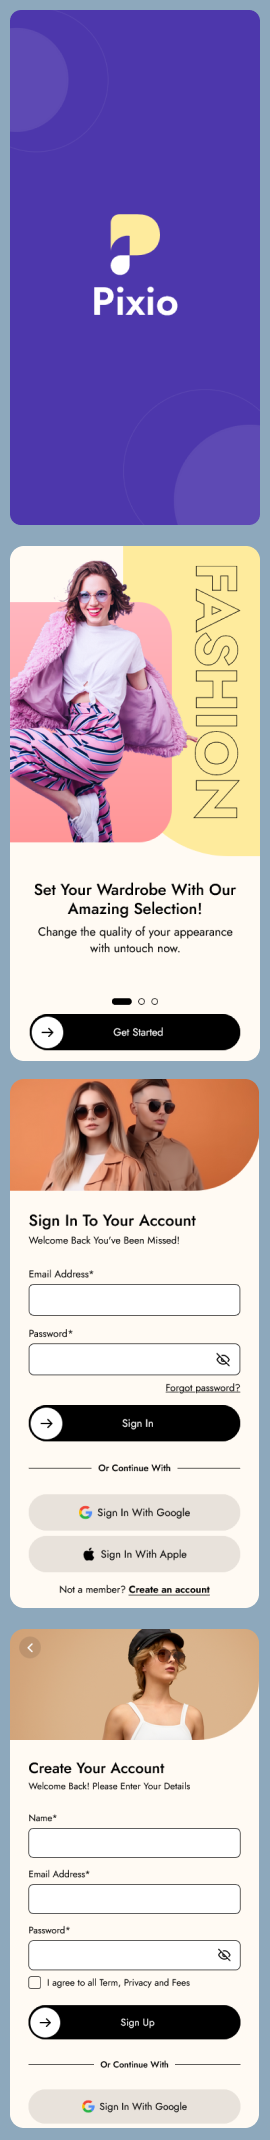 Pixio
FASHION
Set Your Wardrobe With Our
Amazing Selection!
Change the quality of your appearance
with untouch now.
Get Started
Sign In To Your Account
Welcome Back You've Been Missed!
Email Address*
Password*
Forgot password?
Sign In
Or Continue With
Sign In With Google
Sign In With Apple
Not a member? Create an account
Create Your Account
Welcome Back! Please Enter Your Details
Name*
Email Address*
Password*
I agree to all Term, Privacy and Fees
Sign Up
Or Continue With
Sign In With Google